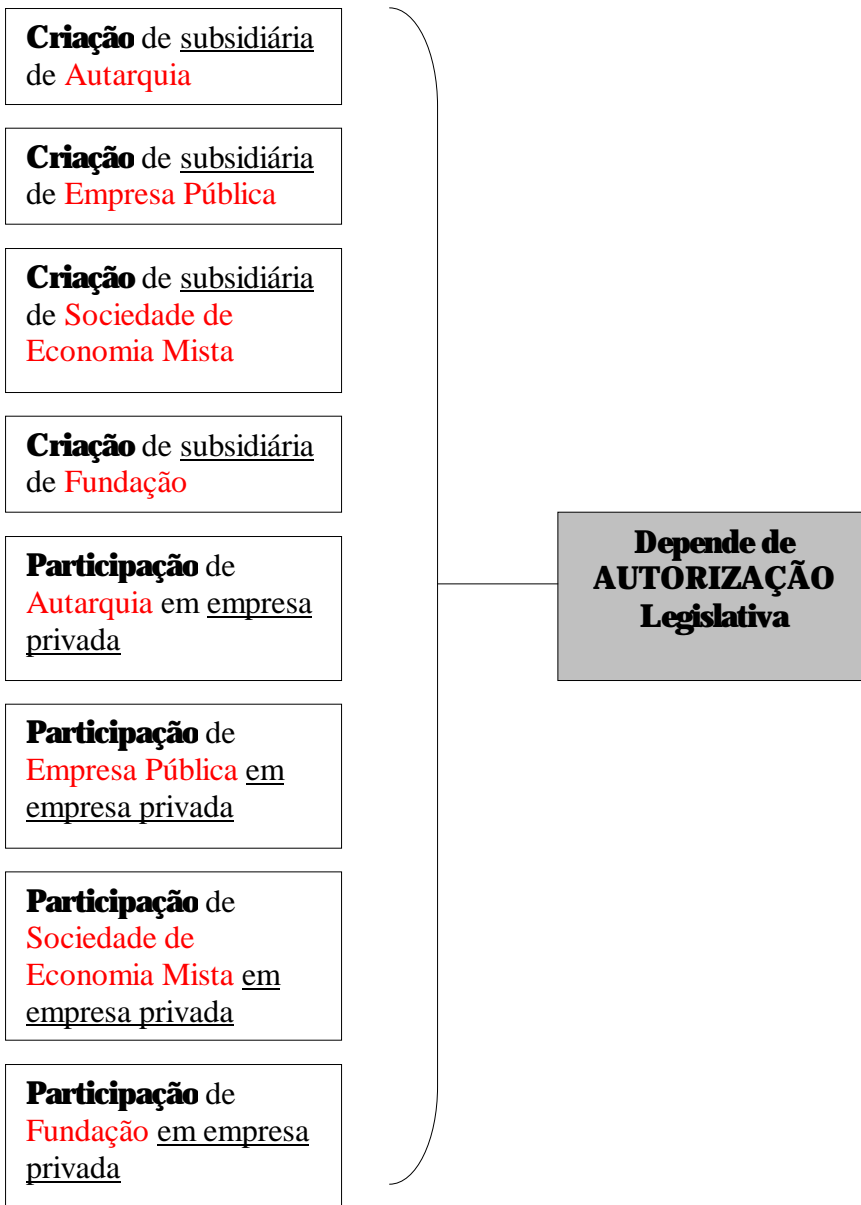 Criação de subsidiária
de Autarquia
Criação de subsidiária
de Empresa Pública
Criação de subsidiária
de Sociedade de
Economia Mista
Criação de subsidiária
de Fundação
Participação de
Autarquia em empresa
privada
Participação de
Empresa Pública em
empresa privada
Participação de
Sociedade de
Economia Mista em
empresa privada
Participação de
Fundação em empresa
privada
Depende de
AUTORIZAÇÃO
Legislativa